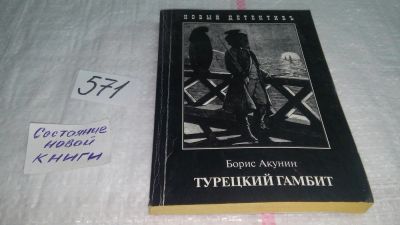 571
Состояние
новой
книги
НОВЫЙ ДЕТЕКТИВЪ
Борис Акунин
ТУРЕЦКИЙ ГАМБИТ